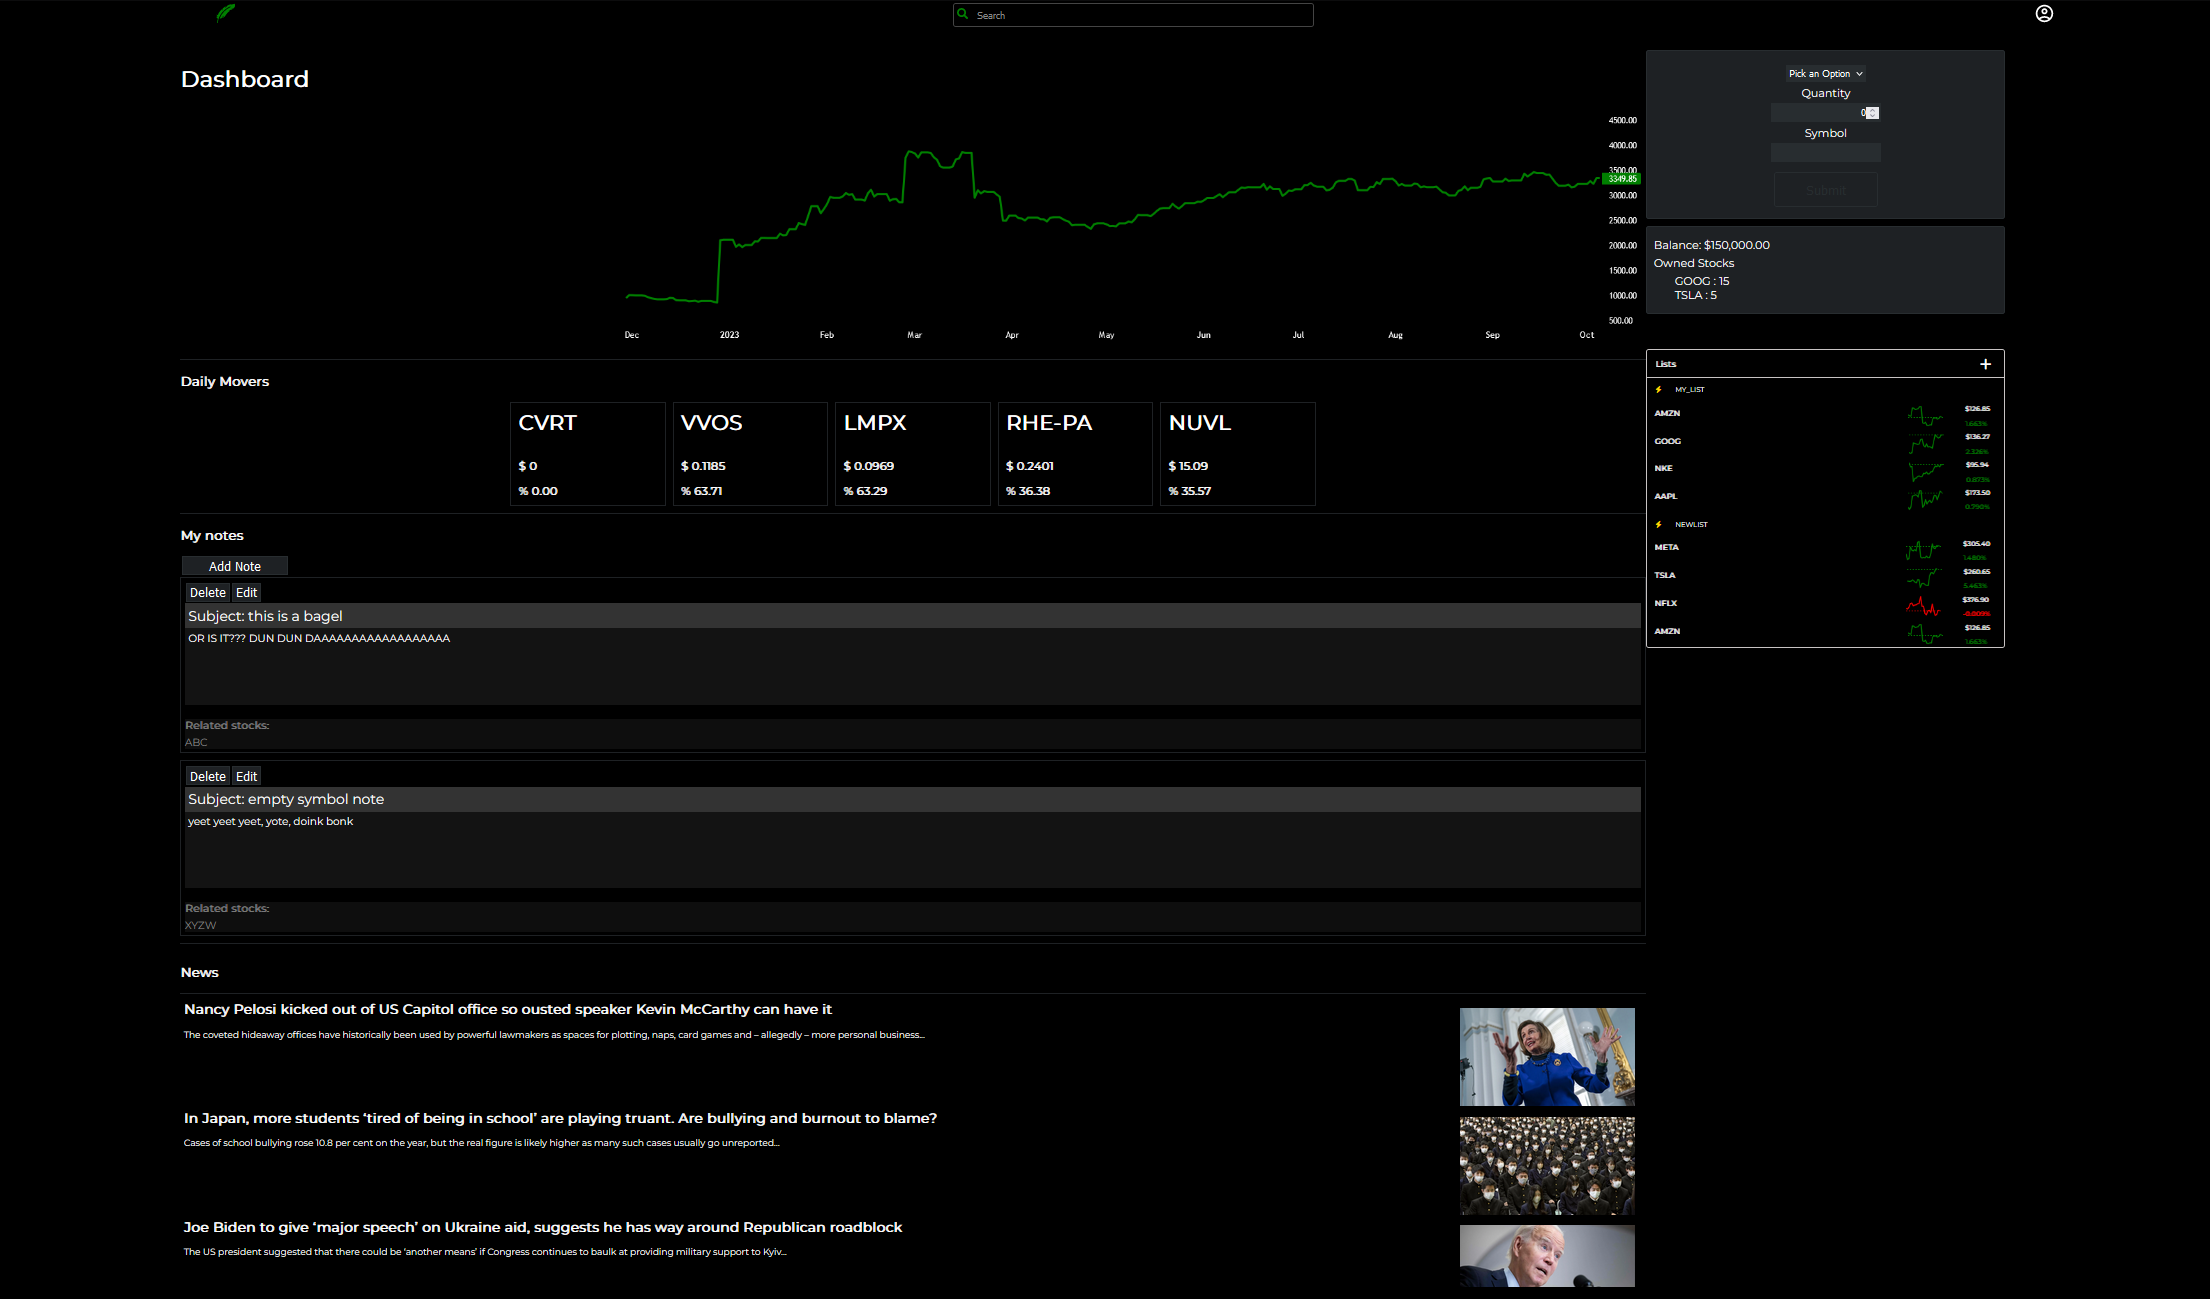 Search
Dashboard
4500.00
4000.00
3500.00
3349.85
3000.00
2500.00
2000.00
1500.00
1000.00
500.00
Dec 2023 Feb Mar Apr May Jun Jul Aug Sep Oct
Pick an Option
Quantity
0
Symbol
Submit
Balance: $150,000.00
Owned Stocks
GOOG : 15
TSLA : 5
Lists +
MY_LIST
AMZN $126.85
1.663%
GOOG $136.27
2.326%
NKE $95.94
0.873%
AAPL $173.50
0.790%
NEWLIST
META $305.40
1.480%
TSLA $260.65
5.463%
NFLX $376.90
-0.009%
AMZN $126.85
1.663%
Daily Movers
CVRT
$ 0
% 0.00
VVOS
$ 0.1185
% 63.71
LMPX
$ 0.0969
% 63.29
RHE-PA
$ 0.2401
% 36.38
NUVL
$ 15.09
% 35.57
My notes
Add Note
Delete Edit
Subject: this is a bagel
OR IS IT??? DUN DUN DAAAAAAAAAAAAAAAAAA
Related stocks:
ABC
Delete Edit
Subject: empty symbol note
yeet yeet yeet, yote, doink bonk
Related stocks:
XYZW
News
Nancy Pelosi kicked out of US Capitol office so ousted speaker Kevin McCarthy can have it
The coveted hideaway offices have historically been used by powerful lawmakers as spaces for plotting, naps, card games and – allegedly – more personal business...
In Japan, more students ‘tired of being in school’ are playing truant. Are bullying and burnout to blame?
Cases of school bullying rose 10.8 per cent on the year, but the real figure is likely higher as many such cases usually go unreported...
Joe Biden to give ‘major speech’ on Ukraine aid, suggests he has way around Republican roadblock
The US president suggested that there could be ‘another means’ if Congress continues to baulk at providing military support to Kyiv...